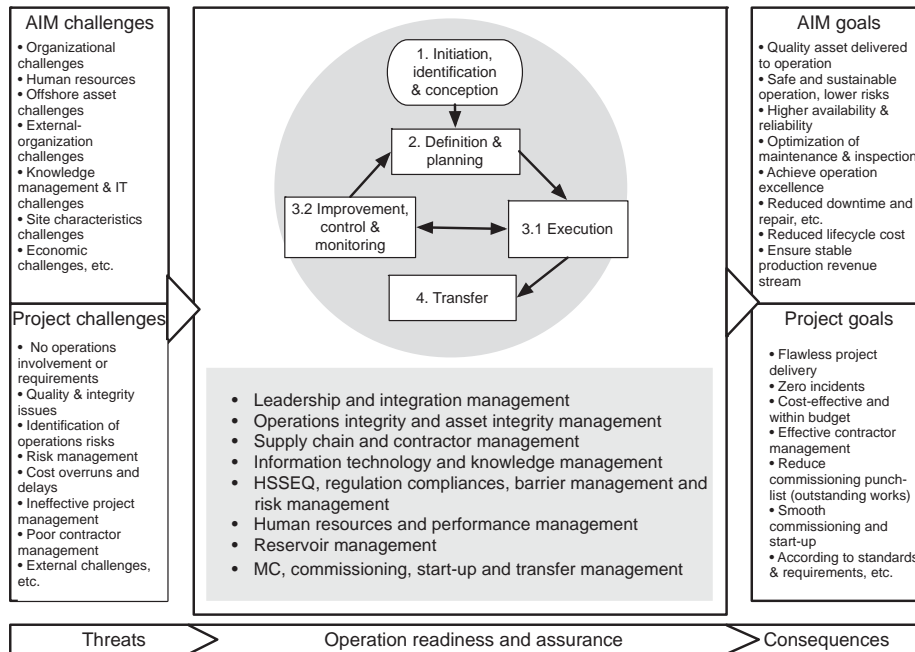 AIM challenges
• Organizational
challenges
• Human resources
• Offshore asset
challenges
• External-
organization
challenges
• Knowledge
management & IT
challenges
• Site characteristics
challenges
• Economic
challenges, etc.
Project challenges
• No operations
involvement or
requirements
• Quality & integrity
issues
• Identification of
operations risks
• Risk management
• Cost overruns and
delays
• Ineffective project
management
• Poor contractor
management
• External challenges,
etc.
1. Initiation,
identification
& conception
2. Definition &
planning
3.2 Improvement,
control &
monitoring
3.1 Execution
4. Transfer
• Leadership and integration management
• Operations integrity and asset integrity management
• Supply chain and contractor management
• Information technology and knowledge management
• HSSEQ, regulation compliances, barrier management and
risk management
• Human resources and performance management
• Reservoir management
• MC, commissioning, start-up and transfer management
AIM goals
• Quality asset delivered
to operation
• Safe and sustainable
operation, lower risks
• Higher availability &
reliability
• Optimization of
maintenance & inspection
• Achieve operation
excellence
• Reduced downtime and
repair, etc.
• Reduced lifecycle cost
• Ensure stable
production revenue
stream
Project goals
• Flawless project
delivery
• Zero incidents
• Cost-effective and
within budget
• Effective contractor
management
• Reduce
commissioning punch-
list (outstanding works)
• Smooth
commissioning and
start-up
• According to standards
& requirements, etc.
Threats
Operation readiness and assurance
Consequences